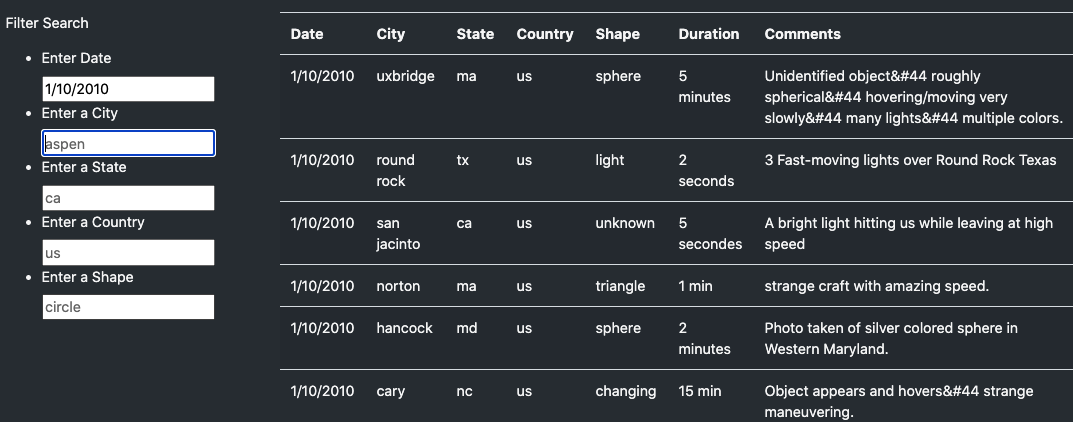 Filter Search
Enter Date
1/10/2010
Enter a City
aspen
Enter a State
ca
Enter a Country
us
Enter a Shape
circle
Date City State Country Shape Duration Comments
1/10/2010 uxbridge ma us sphere 5 Unidentified object&#44 roughly
minutes spherical&#44 hovering/moving very
slowly&#44 many lights&#44 multiple colors.
1/10/2010 round tx us light 2 3 Fast-moving lights over Round Rock Texas
rock seconds
1/10/2010 san ca us unknown 5 A bright light hitting us while leaving at high
jacinto secondes speed
1/10/2010 norton ma us triangle 1 min strange craft with amazing speed.
1/10/2010 hancock md us sphere 2 Photo taken of silver colored sphere in
minutes Western Maryland.
1/10/2010 cary nc us changing 15 min Object appears and hovers&#44 strange
maneuvering.